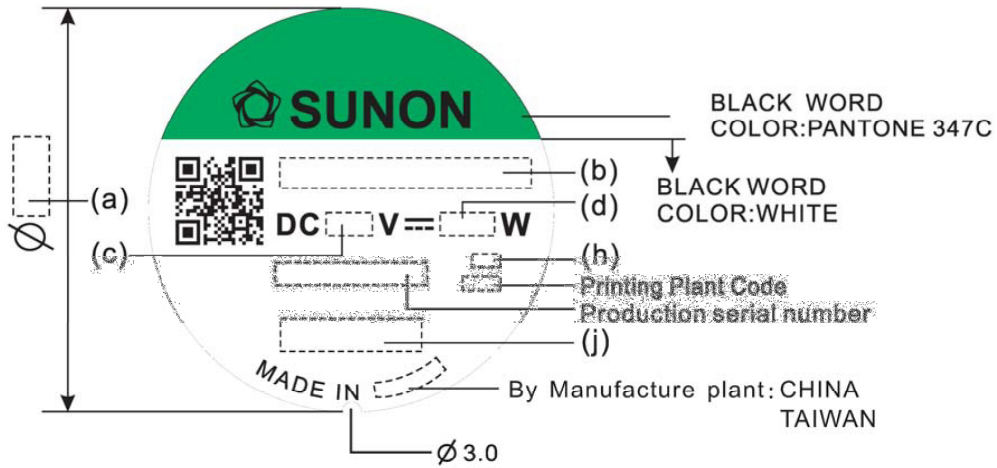 SUNON
BLACK WORD
COLOR:PANTONE 347C
BLACK WORD
COLOR:WHITE
(a)
(b)
DC V W
(d)
(c)
(h)
Printing Plant Code
Production serial number
(j)
MADE IN
By Manufacture plant: CHINA
TAIWAN
Ø
Ø 3.0